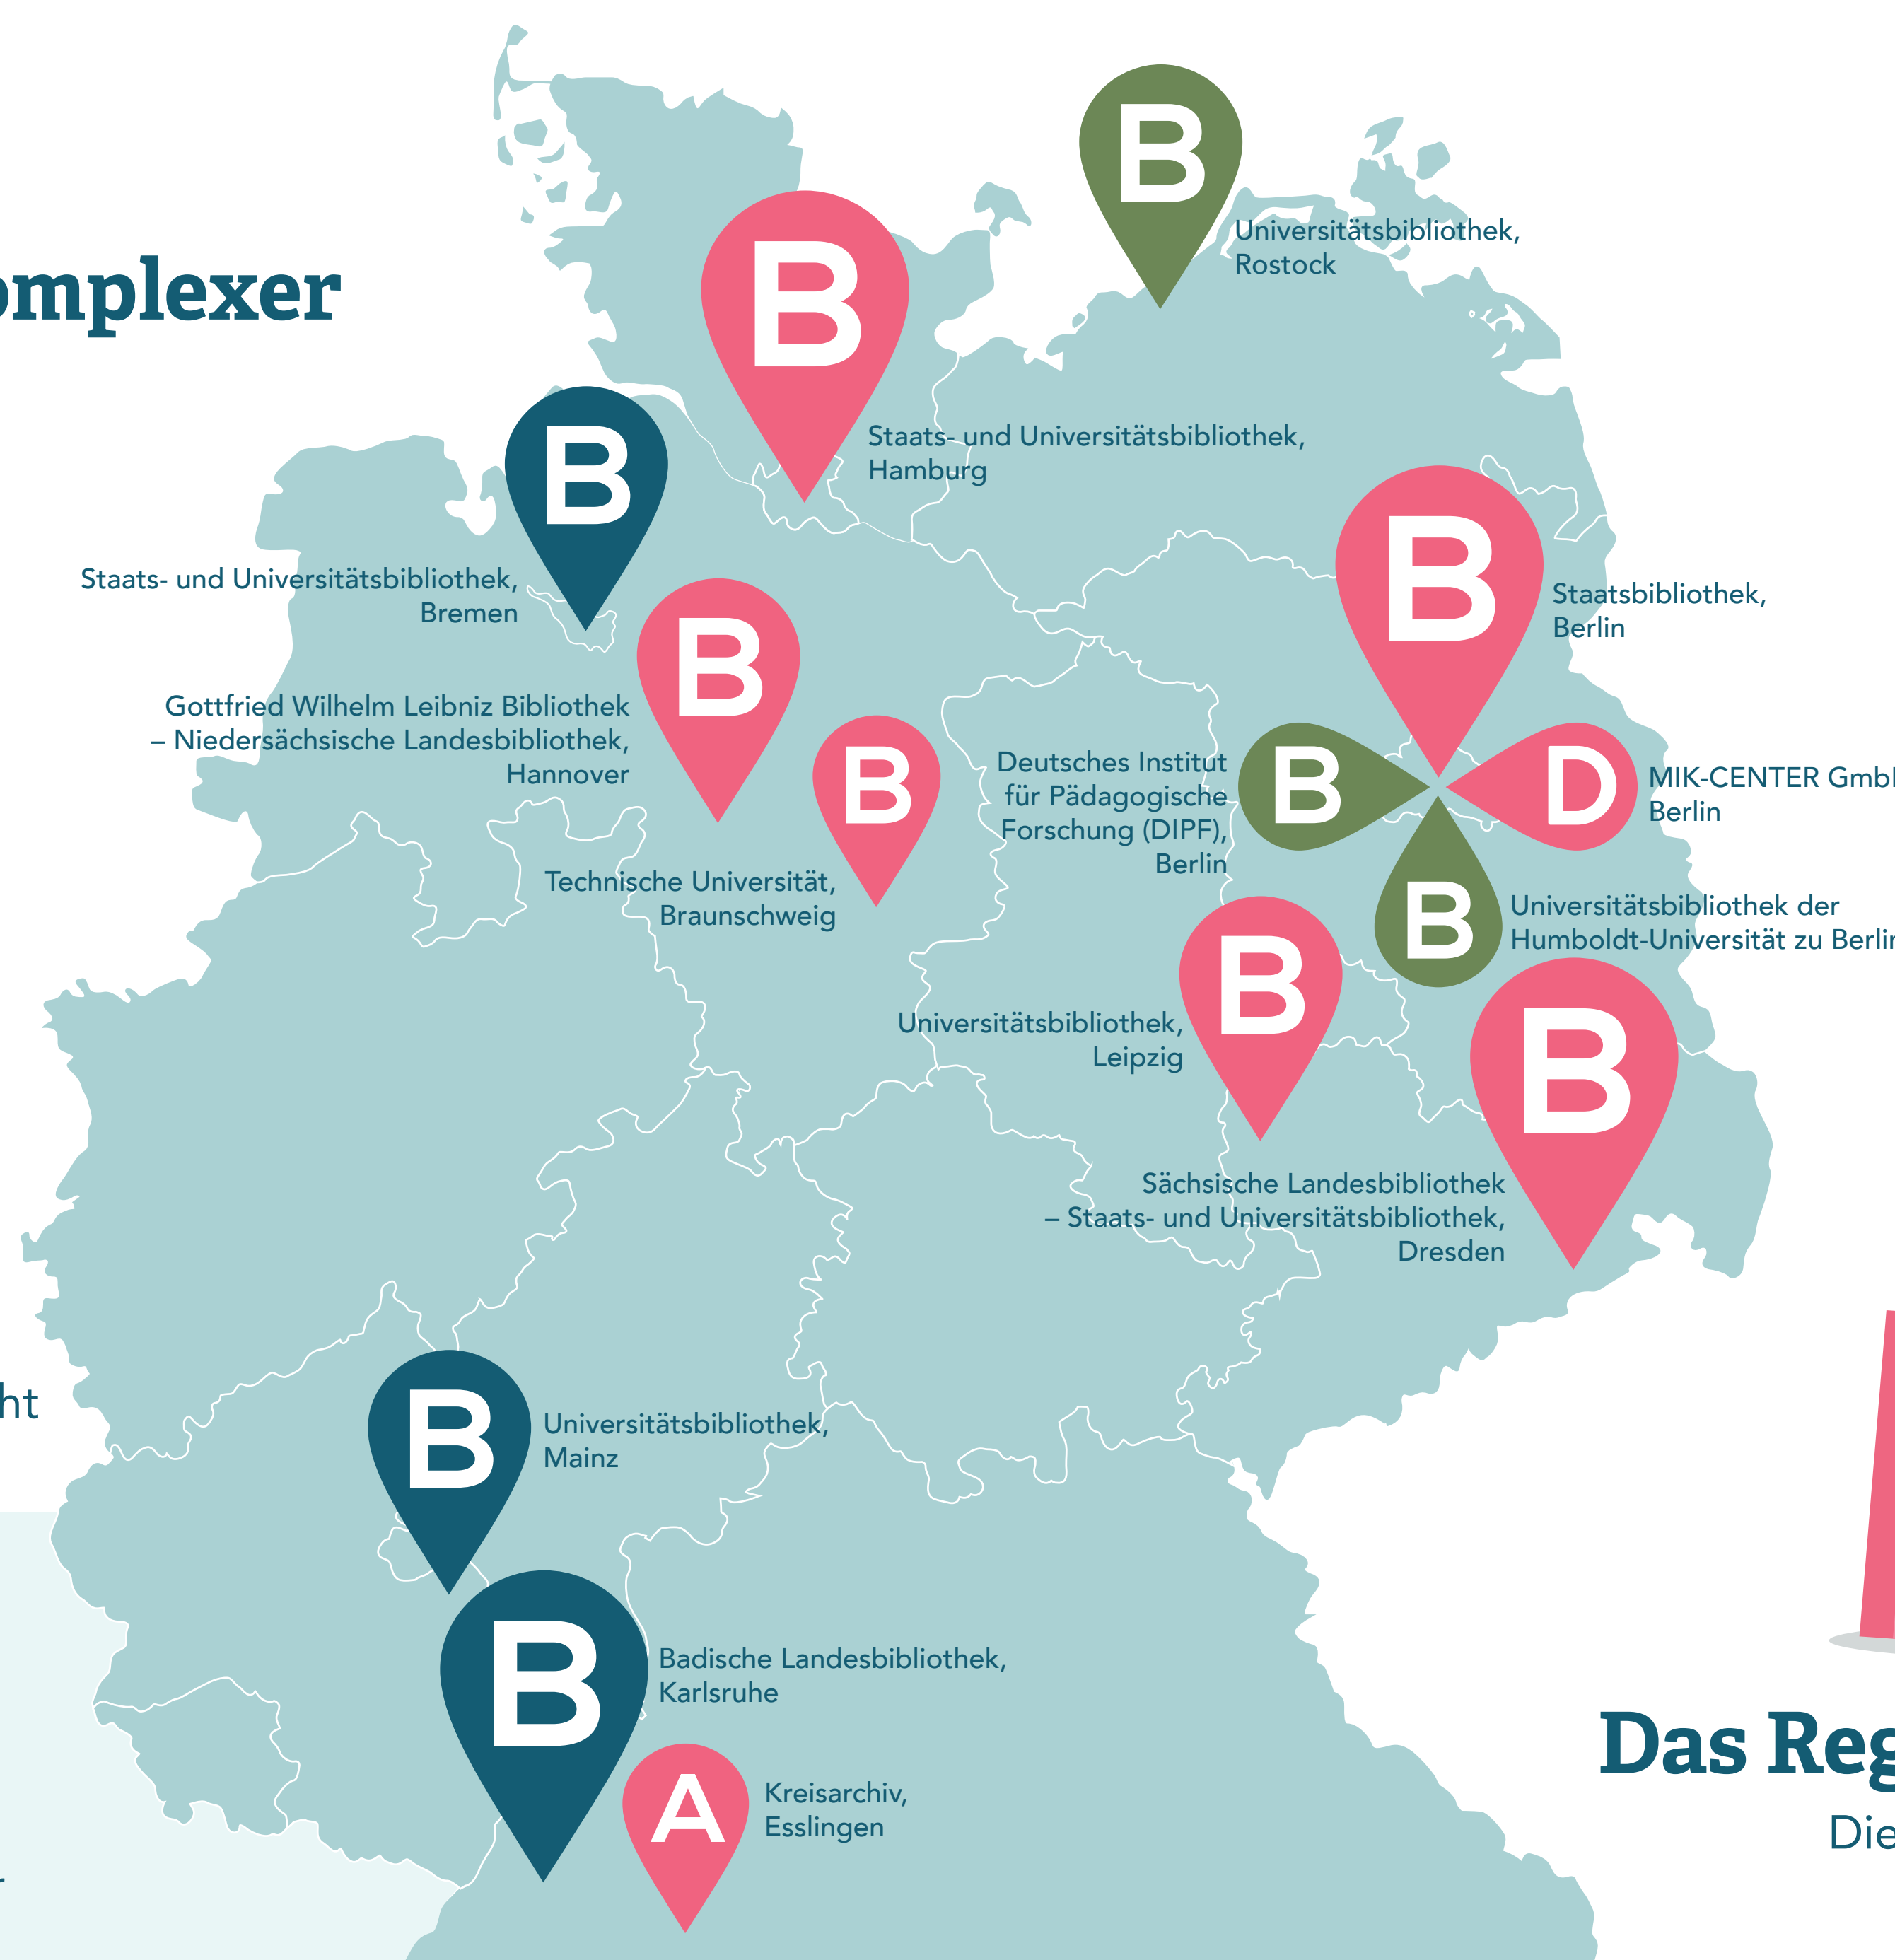 B
Universitätsbibliothek,
Rostock
omplexer
B
Staats- und Universitätsbibliothek,
Hamburg
B
Staats- und Universitätsbibliothek,
Bremen
B
Staatsbibliothek,
Berlin
B
Gottfried Wilhelm Leibniz Bibliothek
– Niedersächsische Landesbibliothek,
Hannover
B
Technische Universität,
Braunschweig
Deutsches Institut
für Pädagogische
Forschung (DIPF),
Berlin
B
D
MIK-CENTER Gmb
Berlin
B
Universitätsbibliothek der
Humboldt-Universität zu Berlin
B
Universitätsbibliothek,
Leipzig
B
Sächsische Landesbibliothek
– Staats- und Universitätsbibliothek,
Dresden
ht
B
Universitätsbibliothek,
Mainz
B
Badische Landesbibliothek,
Karlsruhe
A
Kreisarchiv,
Esslingen
Das Reg
Die